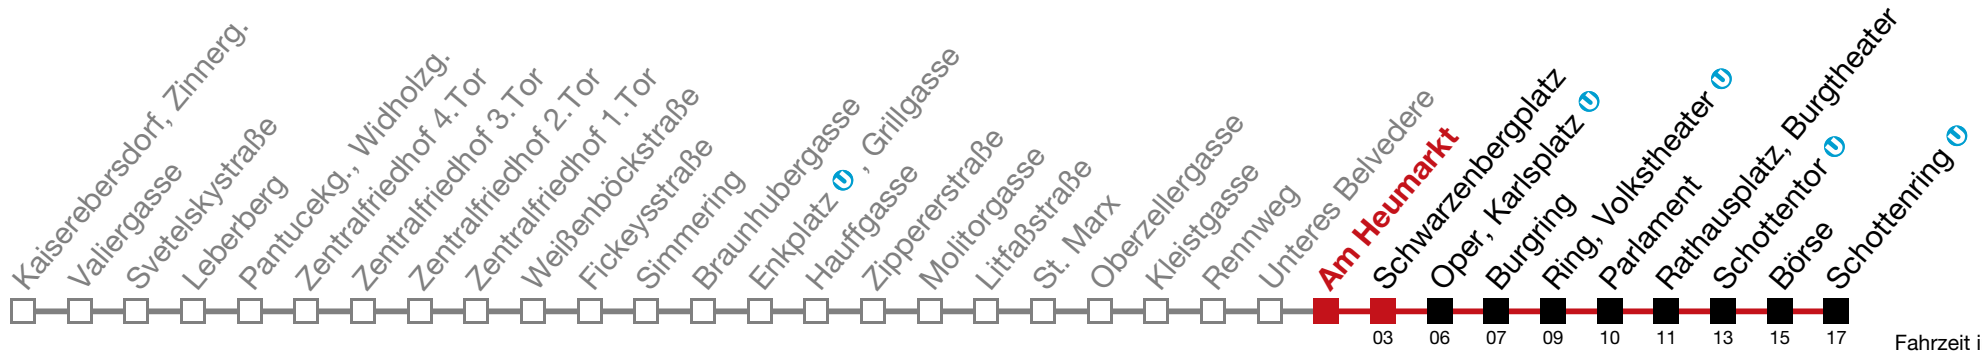 Kaiserebersdorf, Zinnerg.
Valiergasse
Svetelskystraße
Leberberg
Pantucekg., Widholzg.
Zentralfriedhof 4.Tor
Zentralfriedhof 3.Tor
Zentralfriedhof 2.Tor
Zentralfriedhof 1.Tor
Weißenböckstraße
Fickeysstraße
Simmering
Braunhubergasse
Enkplatz U, Grillgasse
Hauffgasse
Zippererstraße
Molitorgasse
Litfaßstraße
St. Marx
Oberzellergasse
Kleistgasse
Rennweg
Unteres Belvedere
Am Heumarkt
Schwarzenbergplatz
Oper, Karlsplatz U
Burgring
Ring, Volkstheater U
Parlament
Rathausplatz, Burgtheater
Schottentor U
Börse
Schottenring U
03 06 07 09 10 11 13 15 17
Fahrzeit i